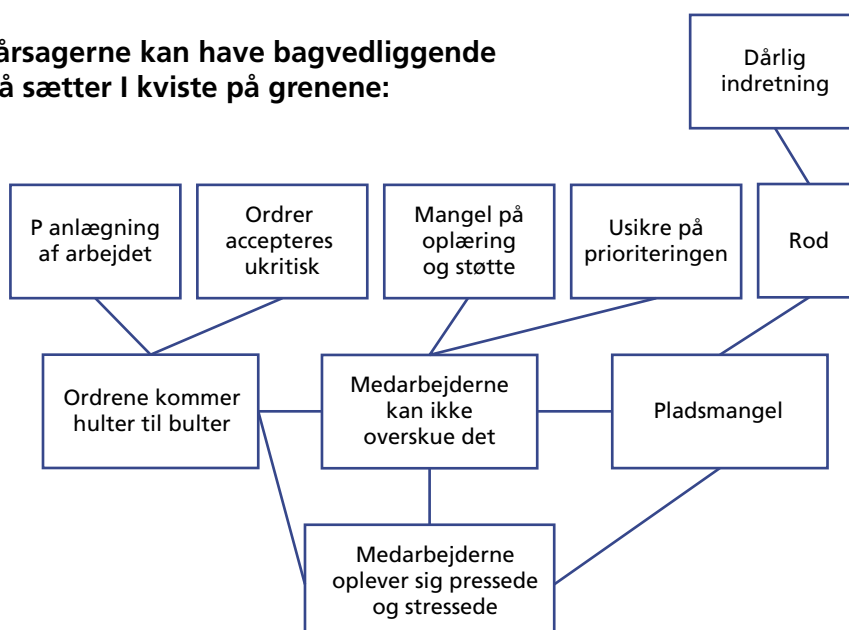 årsagerne kan have bagvedliggende
å sætter I kviste på grenene:
Dårlig
indretning
P anlægning
af arbejdet
Ordrer
accepteres
ukritisk
Mangel på
oplæring
og støtte
Usikre på
prioriteringen
Rod
Ordrene kommer
hulter til bulter
Medarbejderne
kan ikke
overskue det
Pladsmangel
Medarbejderne
oplever sig pressede
og stressede